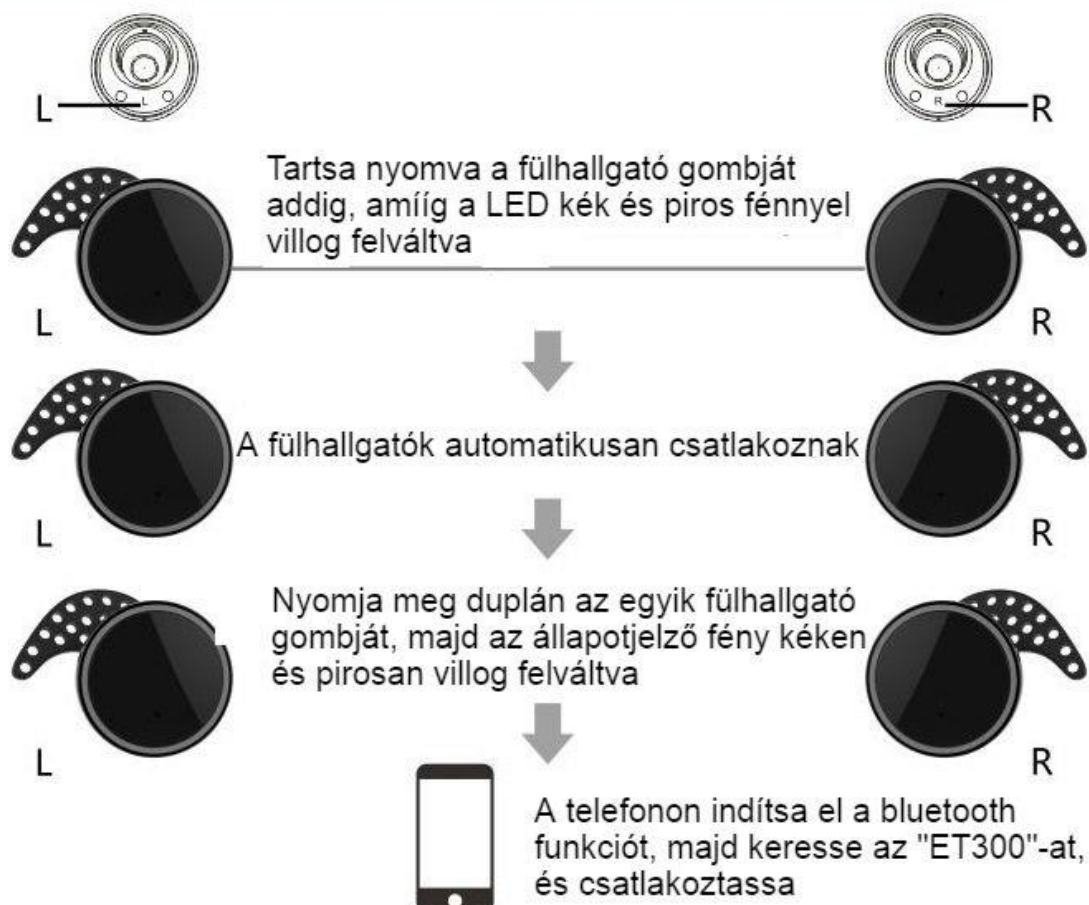 L
R
L
R
Tartsa nyomva a fülhallgató gombját
addig, amííg a LED kék és piros fénnyel
villog felváltva
L
R
A fülhallgatók automatikusan csatlakoznak
L
R
Nyomja meg duplán az egyik fülhallgató
gombját, majd az állapotjelző fény kéken
és pirosan villog felváltva
L
R
A telefonon indítsa el a bluetooth
funkciót, majd keresse az "ET300"-at,
és csatlakoztassa